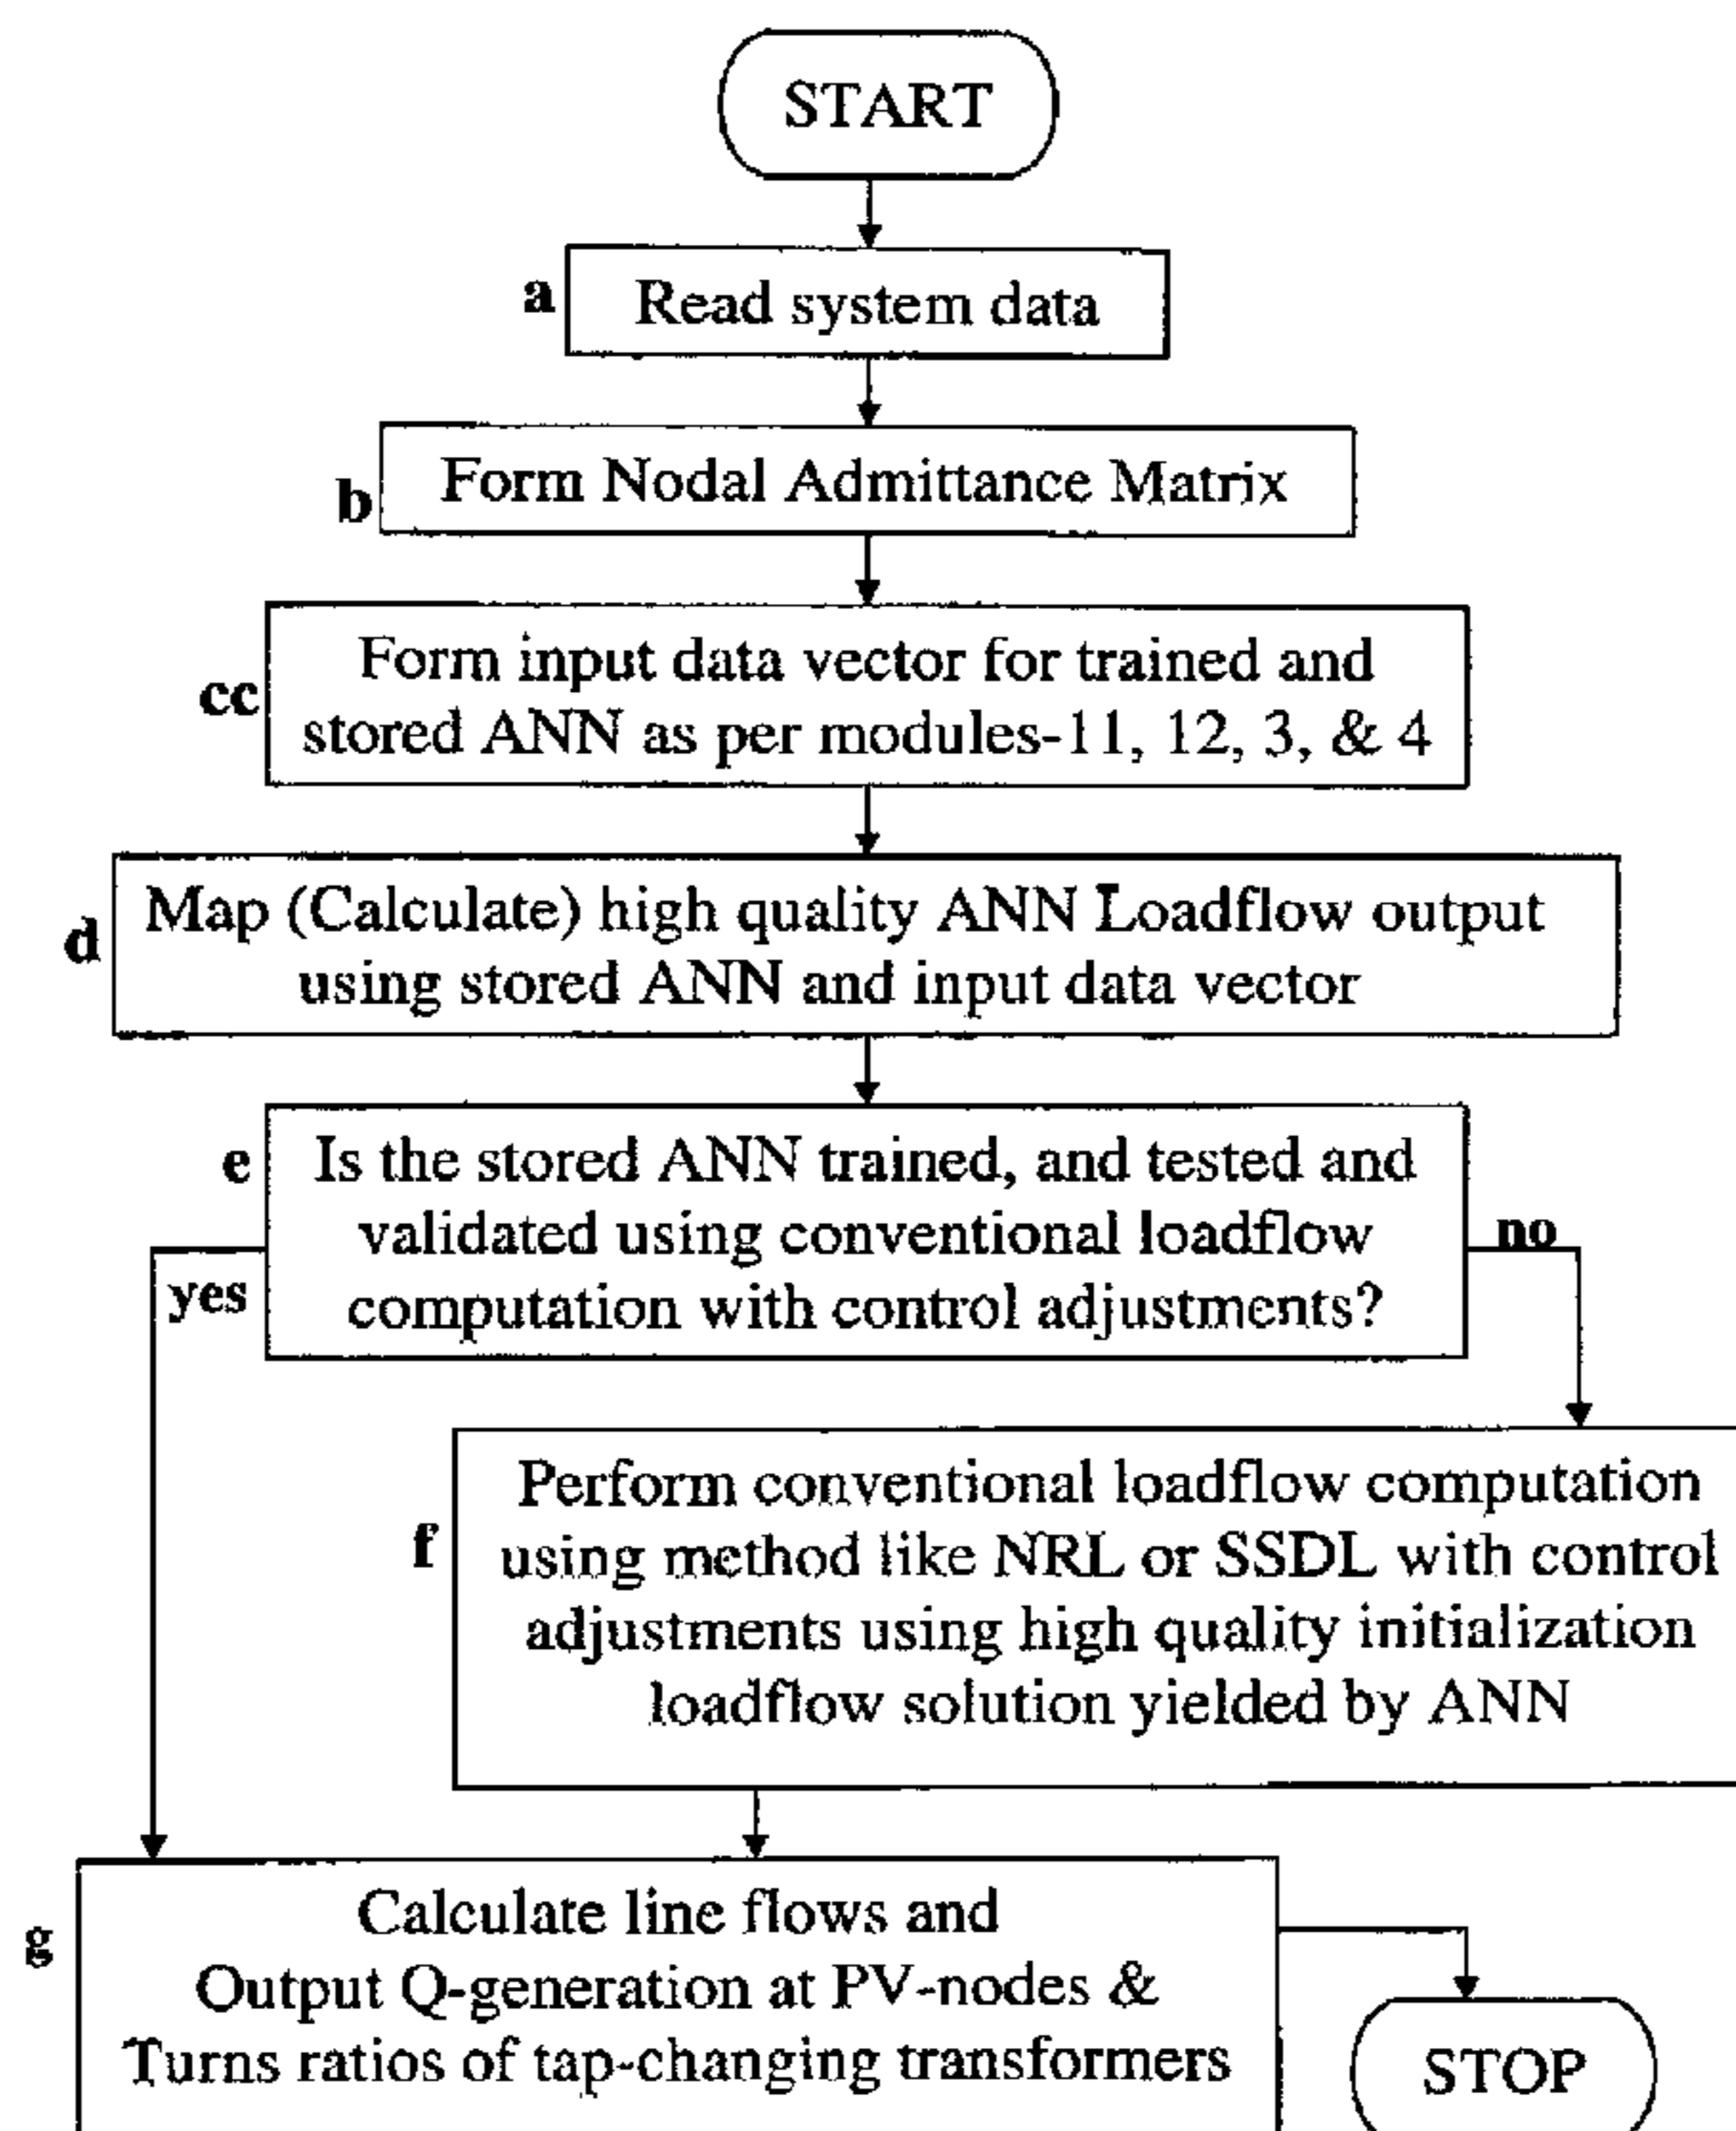 START
a
Read system data
b
Form Nodal Admittance Matrix
cc
Form input data vector for trained and
stored ANN as per modules-11, 12, 3, & 4
d
Map (Calculate) high quality ANN Loadflow output
using stored ANN and input data vector
e
Is the stored ANN trained, and tested and
validated using conventional loadflow
computation with control adjustments?
yes
no
f
Perform conventional loadflow computation
using method like NRL or SSDL with control
adjustments using high quality initialization
loadflow solution yielded by ANN
g
Calculate line flows and
Output Q-generation at PV-nodes &
Turns ratios of tap-changing transformers
STOP